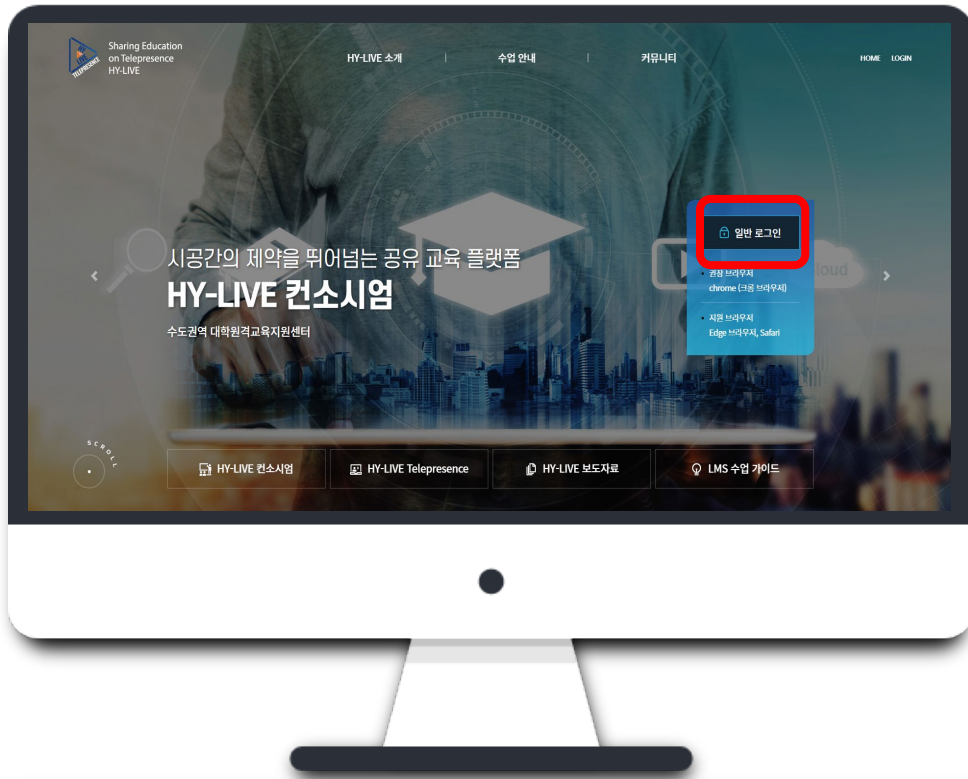 Sharing Education
on Telepresence
HY-LIVE
TELEPRESENCE
HY-LIVE 소개
수업 안내
커뮤니티
HOME LOGIN
일반 로그인
권장 브라우저
chrome (크롬 브라우저)
지원 브라우저
Edge 브라우저, Safari
시공간의 제약을 뛰어넘는 공유 교육 플랫폼
HY-LIVE 컨소시엄
수도권역 대학원격교육지원센터
SCROLL
HY-LIVE 컨소시엄
HY-LIVE Telepresence
HY-LIVE 보도자료
LMS 수업 가이드